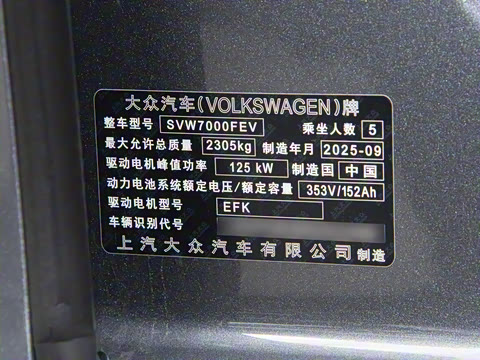 大众汽车(VOLKSWAGEN)牌
整车型号 SVW7000FEV 乘坐人数 5
最大允许总质量 2305kg 制造年月 2025-09
驱动电机峰值功率 125 kW 制造国 中国
动力电池系统额定电压/额定容量 353V/152Ah
驱动电机型号 EFK
车辆识别代号
上汽大众汽车有限公司 制造